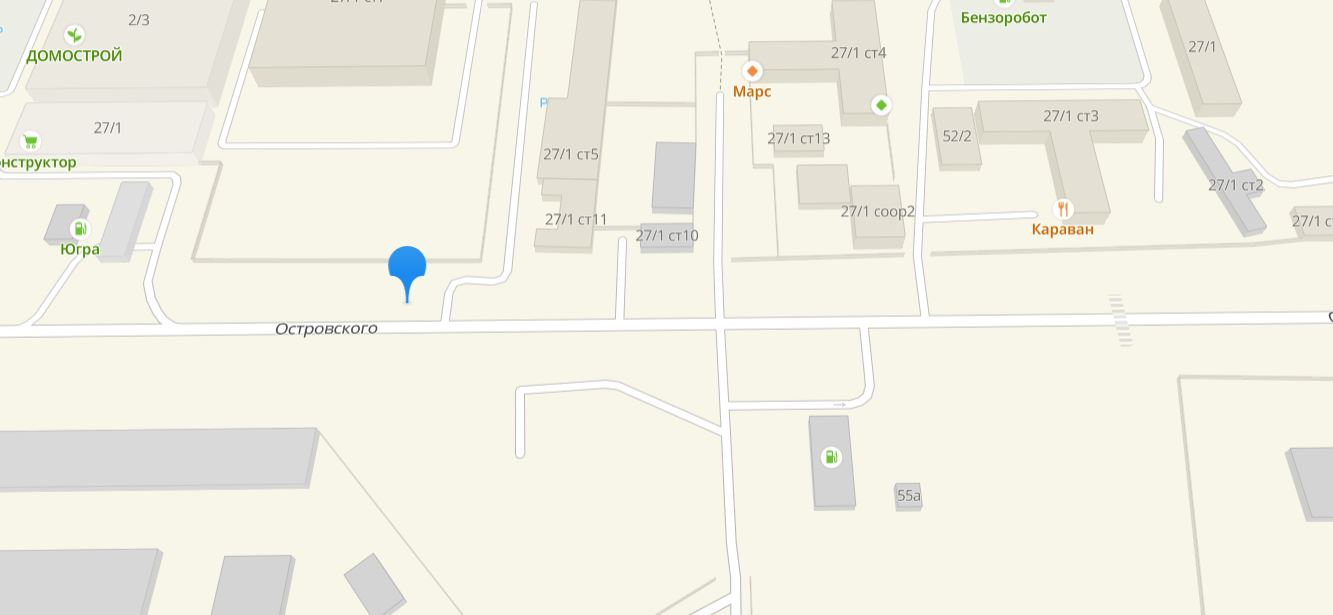 2/3
ДОМОСТРОЙ
27/1
нструктор
Югра
Р
27/1 ст5
27/1 ст11
27/1 ст10
Марс
27/1 ст4
27/1 ст13
27/1 соор2
Бензоробот
52/2
27/1 ст3
Караван
27/1
27/1 ст2
27/1 с
Островского
55а